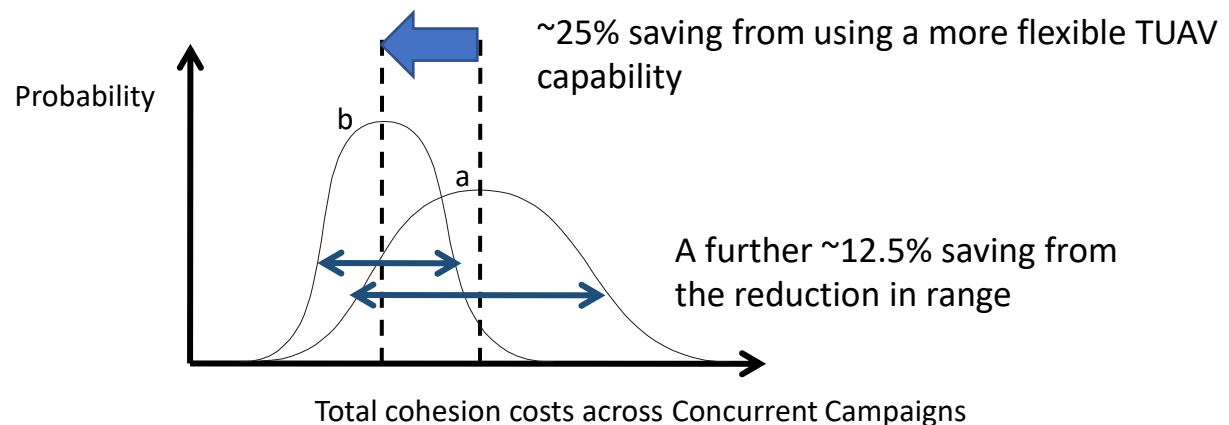 ~25% saving from using a more flexible TUAV
capability
Probability
b
a
A further ~12.5% saving from
the reduction in range
Total cohesion costs across Concurrent Campaigns